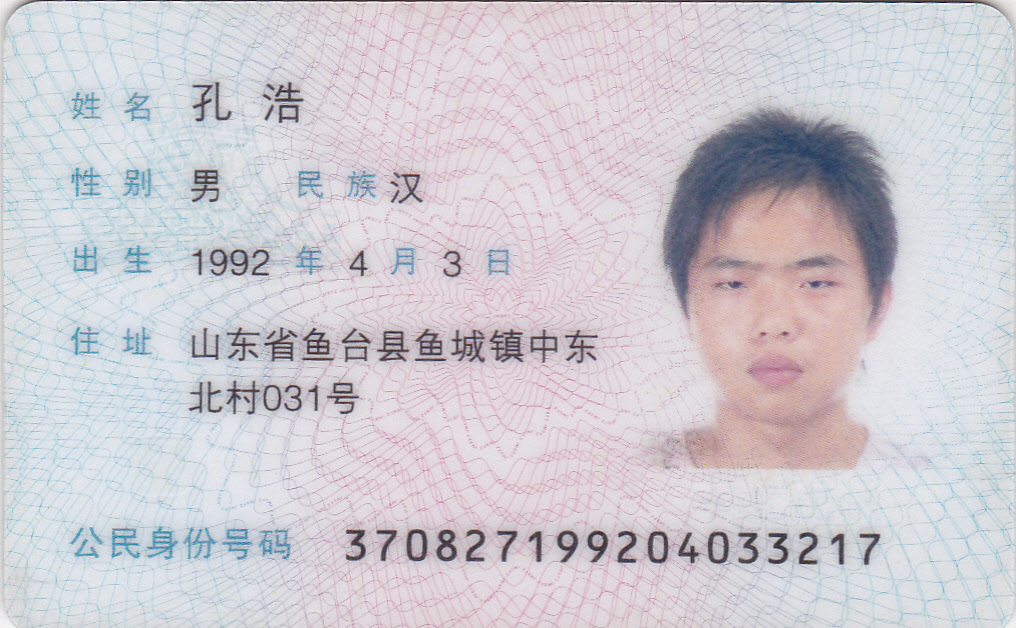 姓名 孔浩
性别 男 民族 汉
出生 1992 年 4 月 3 日
住址 山东省鱼台县鱼城镇中东
北村031号
公民身份号码 370827199204033217